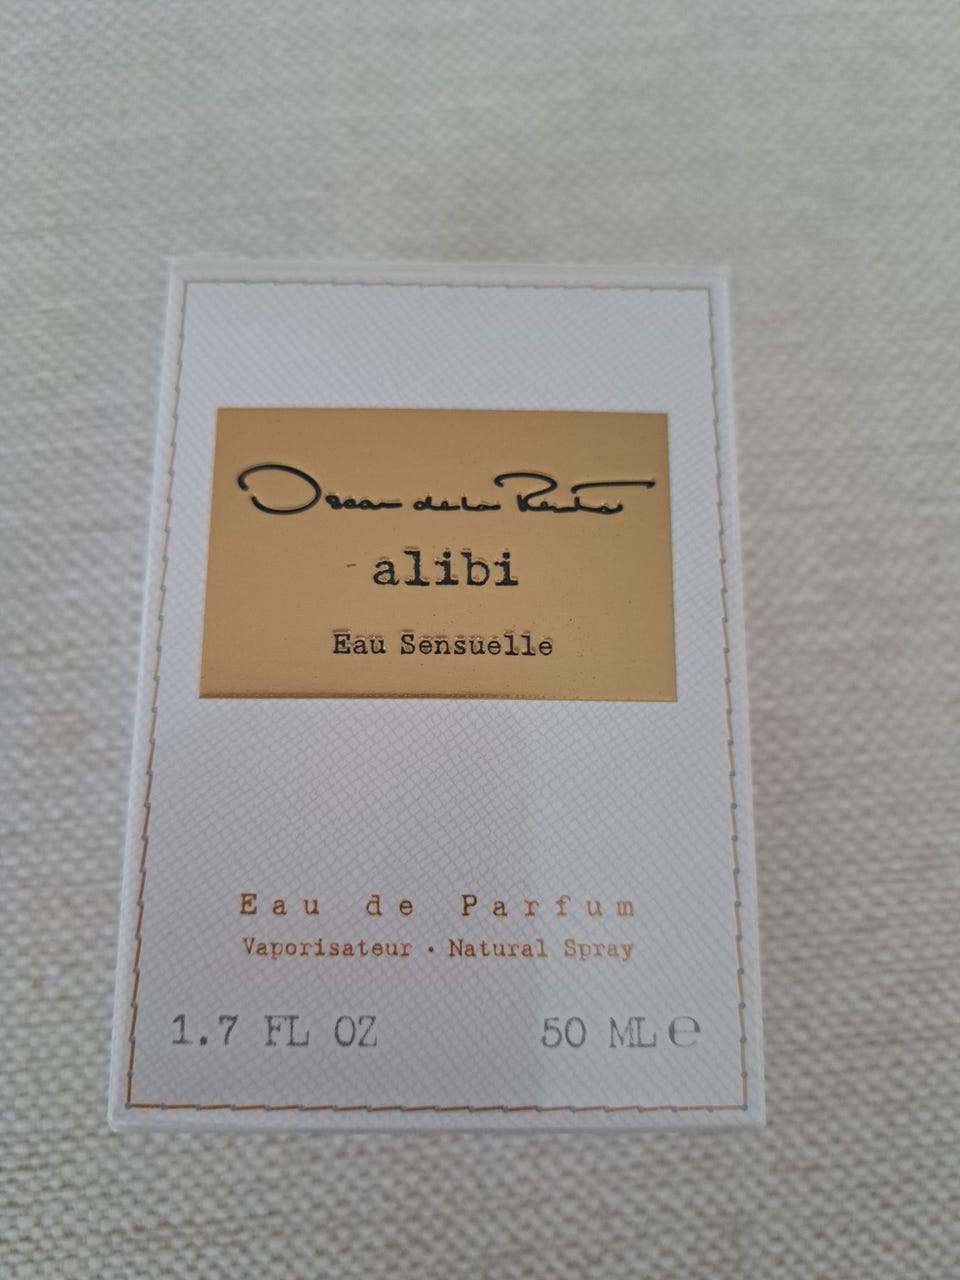 Oscar de la Renta
alibi
Eau Sensuelle
Eau de Parfum
Vaporisateur · Natural Spray
1.7 FL OZ 50 ML ℮